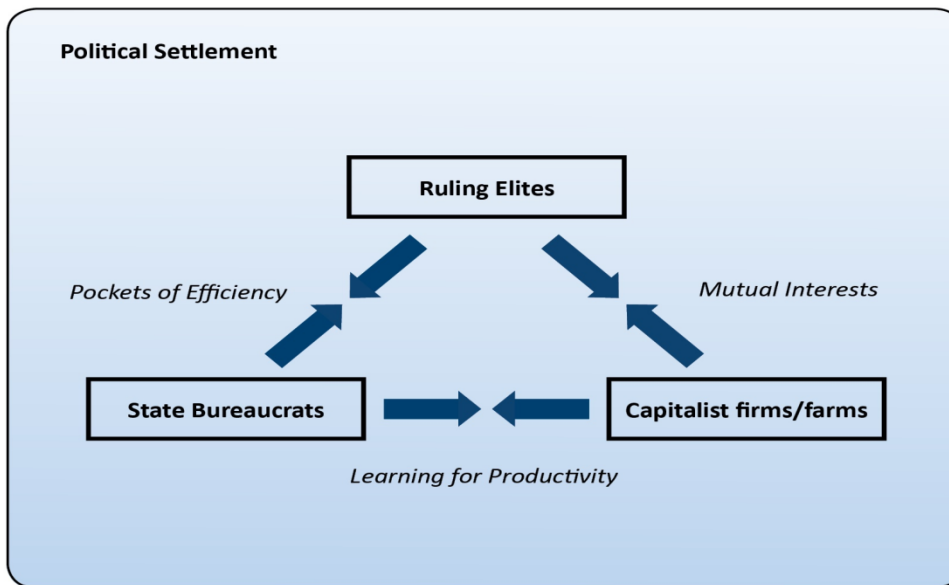 Political Settlement
Ruling Elites
Pockets of Efficiency
Mutual Interests
State Bureaucrats
Capitalist firms/farms
Learning for Productivity